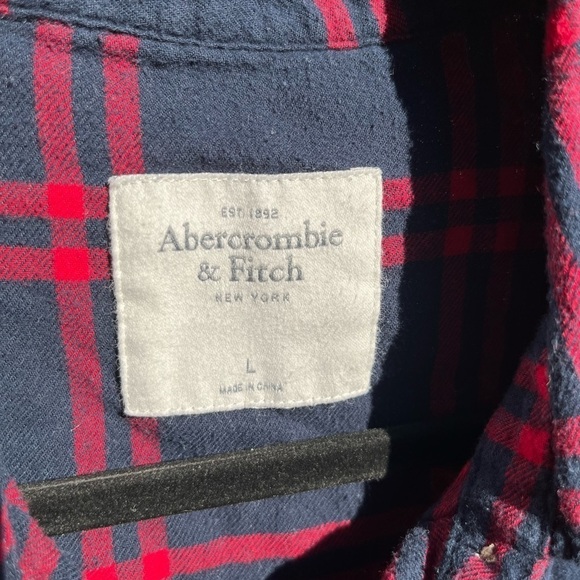 EST. 1892
Abercrombie
& Fitch
NEW YORK
L
MADE IN CHINA